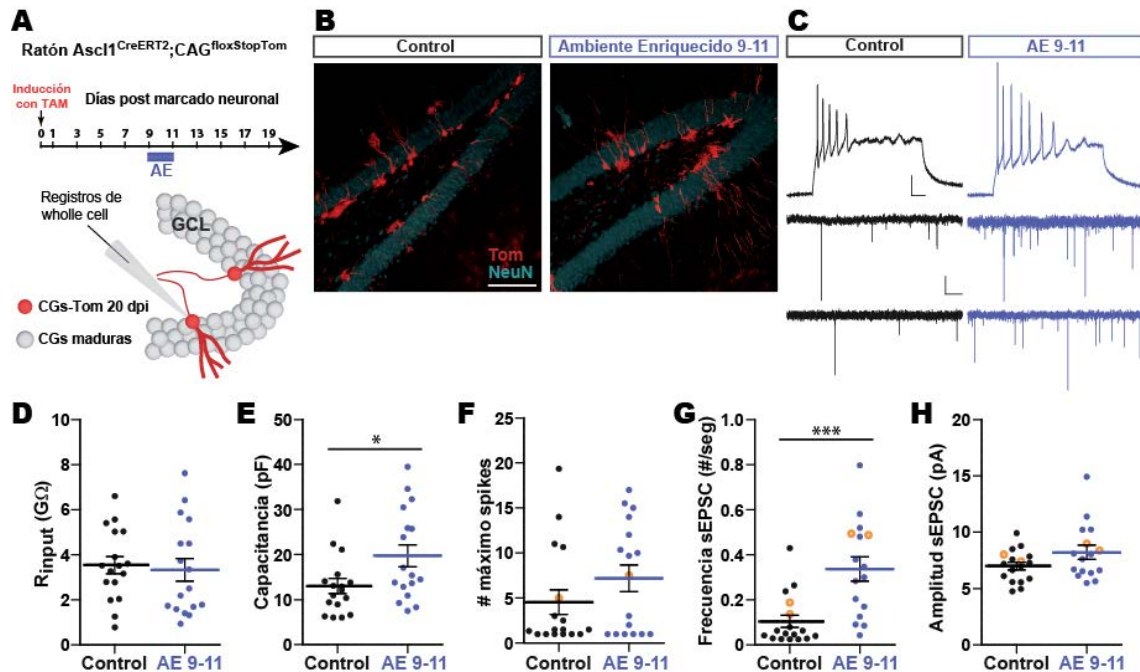 A
Ratón Ascl1CreERT2;CAGfloxStopTom
Inducción
con TAM
Días post marcado neuronal
0 1 3 5 7 9 11 13 15 17 19
AE
Registros de
wholle cell
GCL
CGs-Tom 20 dpi
CGs maduras
B
Control
Ambiente Enriquecido 9-11
Tom
NeuN
C
Control
AE 9-11
D
Rinput (GΩ)
10
8
6
4
2
0
Control
AE 9-11
E
Capacitancia (pF)
50
40
30
20
10
0
*
Control
AE 9-11
F
# máximo spikes
25
20
15
10
5
0
Control
AE 9-11
G
Frecuencia sEPSC (#/seg)
1.0
0.8
0.6
0.4
0.2
0.0
***
Control
AE 9-11
H
Amplitud sEPSC (pA)
20
15
10
5
0
Control
AE 9-11